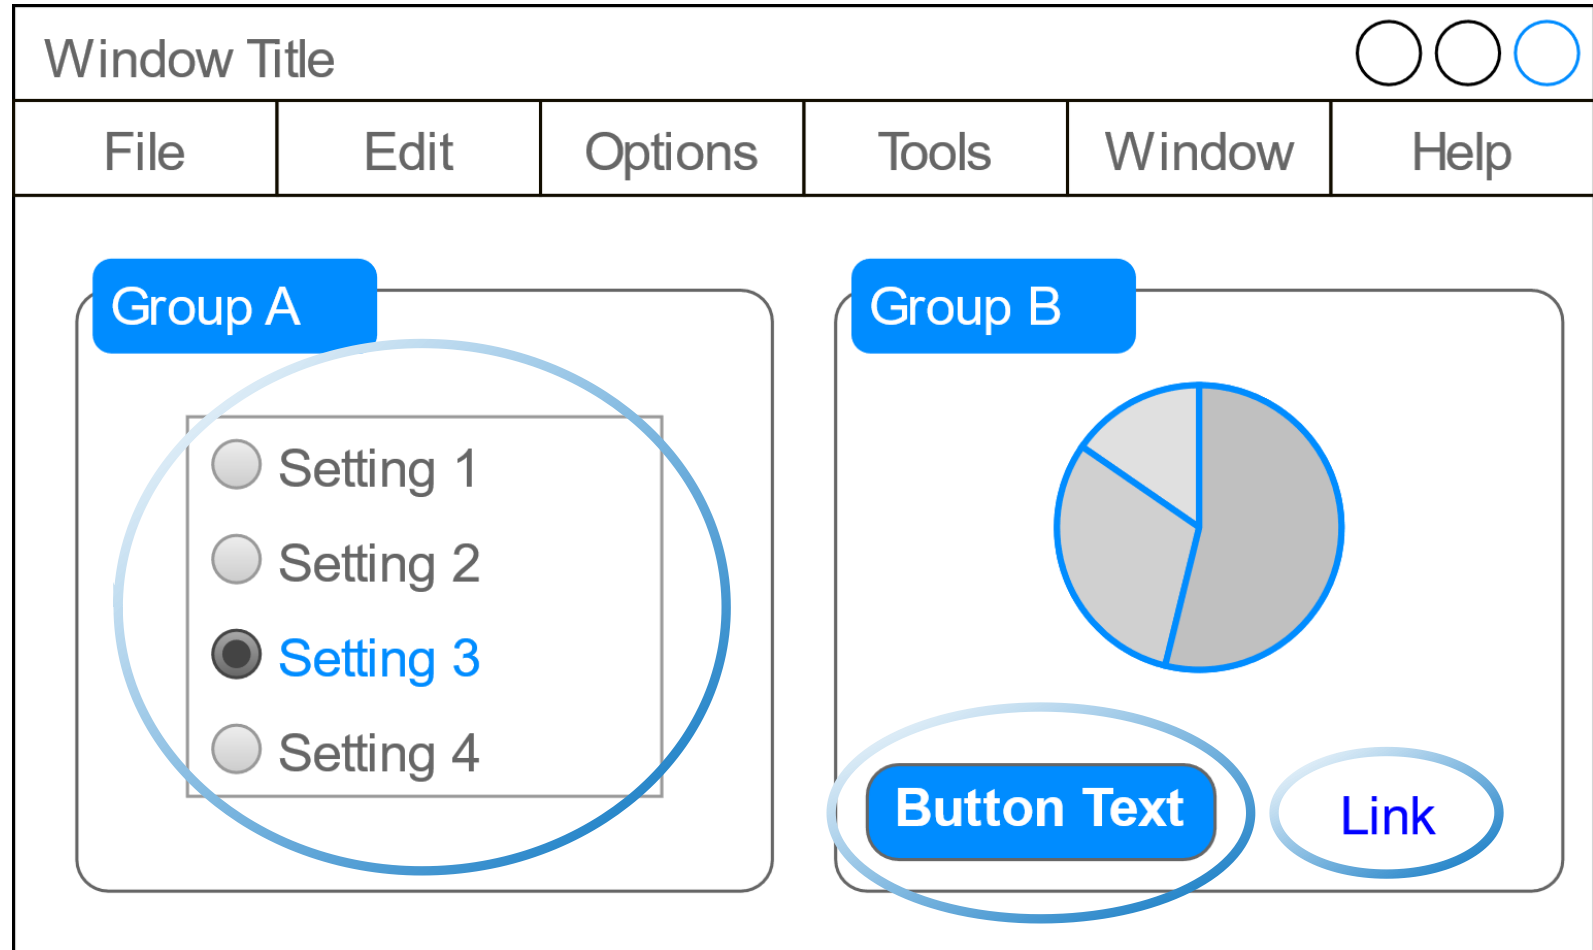 Window Title
File Edit Options Tools Window Help
Group A
Setting 1
Setting 2
Setting 3
Setting 4
Group B
Button Text
Link